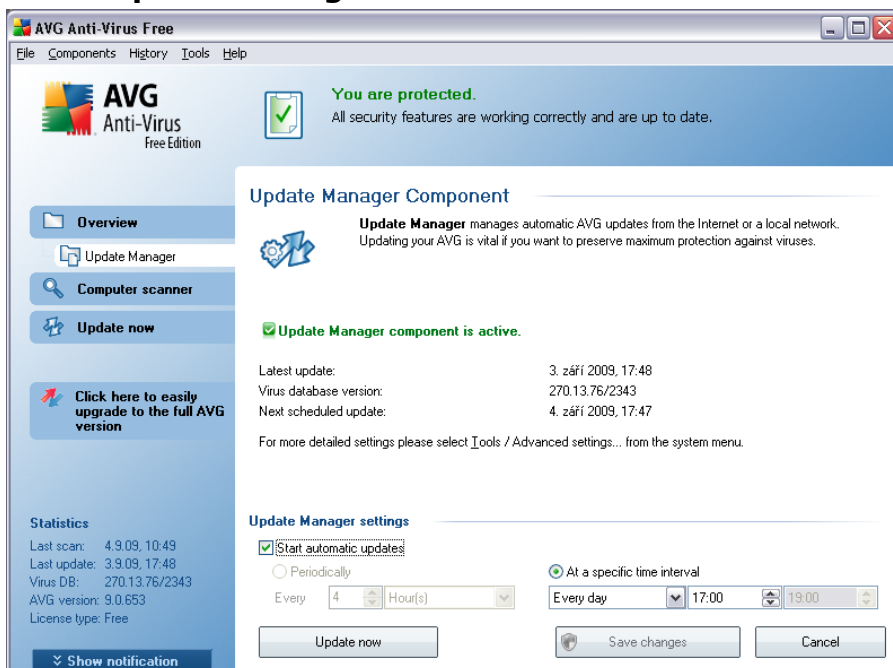 AVG Anti-Virus Free
File Components History Tools Help
AVG
Anti-Virus
Free Edition
You are protected.
All security features are working correctly and are up to date.
Overview
Update Manager
Computer scanner
Update now
Click here to easily
upgrade to the full AVG
version
Statistics
Last scan: 4.9.09, 10:49
Last update: 3.9.09, 17:48
Virus DB: 270.13.76/2343
AVG version: 9.0.653
License type: Free
Show notification
Update Manager Component
Update Manager manages automatic AVG updates from the Internet or a local network.
Updating your AVG is vital if you want to preserve maximum protection against viruses.
Update Manager component is active.
Latest update: 3. září 2009, 17:48
Virus database version: 270.13.76/2343
Next scheduled update: 4. září 2009, 17:47
For more detailed settings please select Tools / Advanced settings... from the system menu.
Update Manager settings
Start automatic updates
Periodically At a specific time interval
Every 4 Hour(s) Every day 17:00 19:00
Update now Save changes Cancel